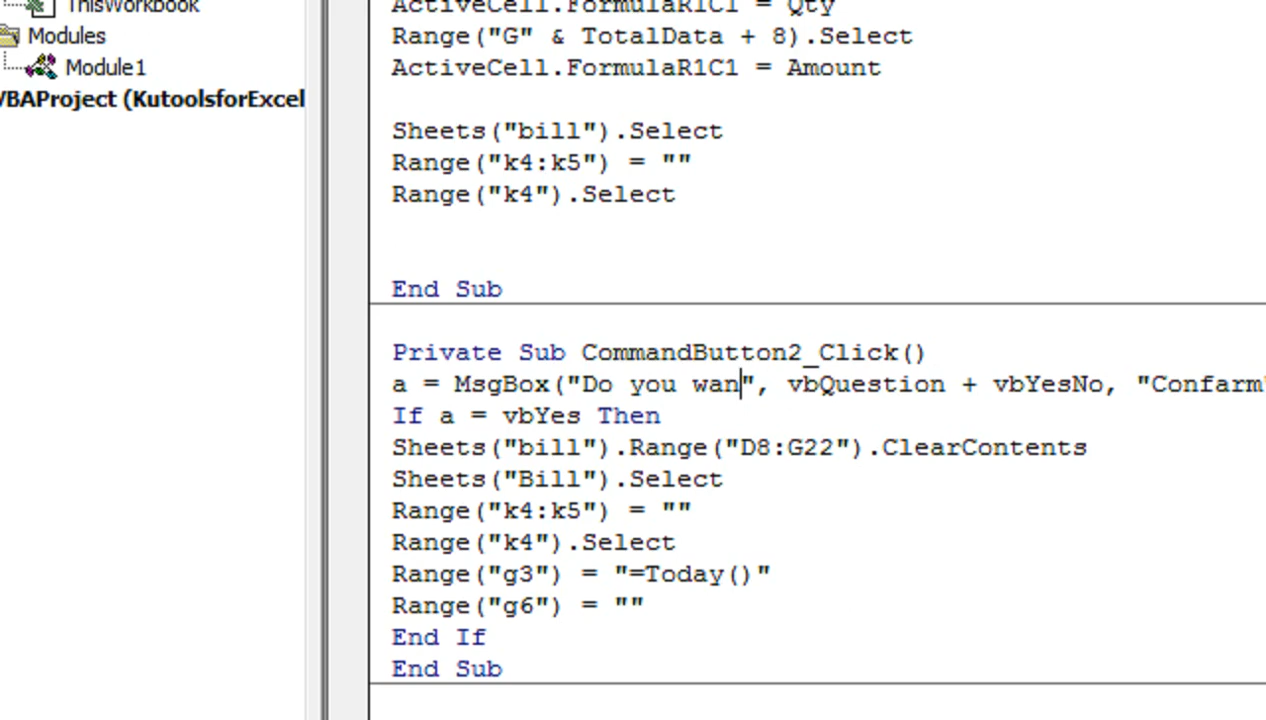 ThisWorkbook
Modules
Module1
VBAProject (KutoolsforExcel
ActiveCell.FormulaR1C1 = Qty
Range("G" & TotalData + 8).Select
ActiveCell.FormulaR1C1 = Amount
Sheets("bill").Select
Range("k4:k5") = ""
Range("k4").Select
End Sub
Private Sub CommandButton2_Click()
a = MsgBox("Do you wan", vbQuestion + vbYesNo, "Confarm"
If a = vbYes Then
Sheets("bill").Range("D8:G22").ClearContents
Sheets("Bill").Select
Range("k4:k5") = ""
Range("k4").Select
Range("g3") = "=Today()"
Range("g6") = ""
End If
End Sub